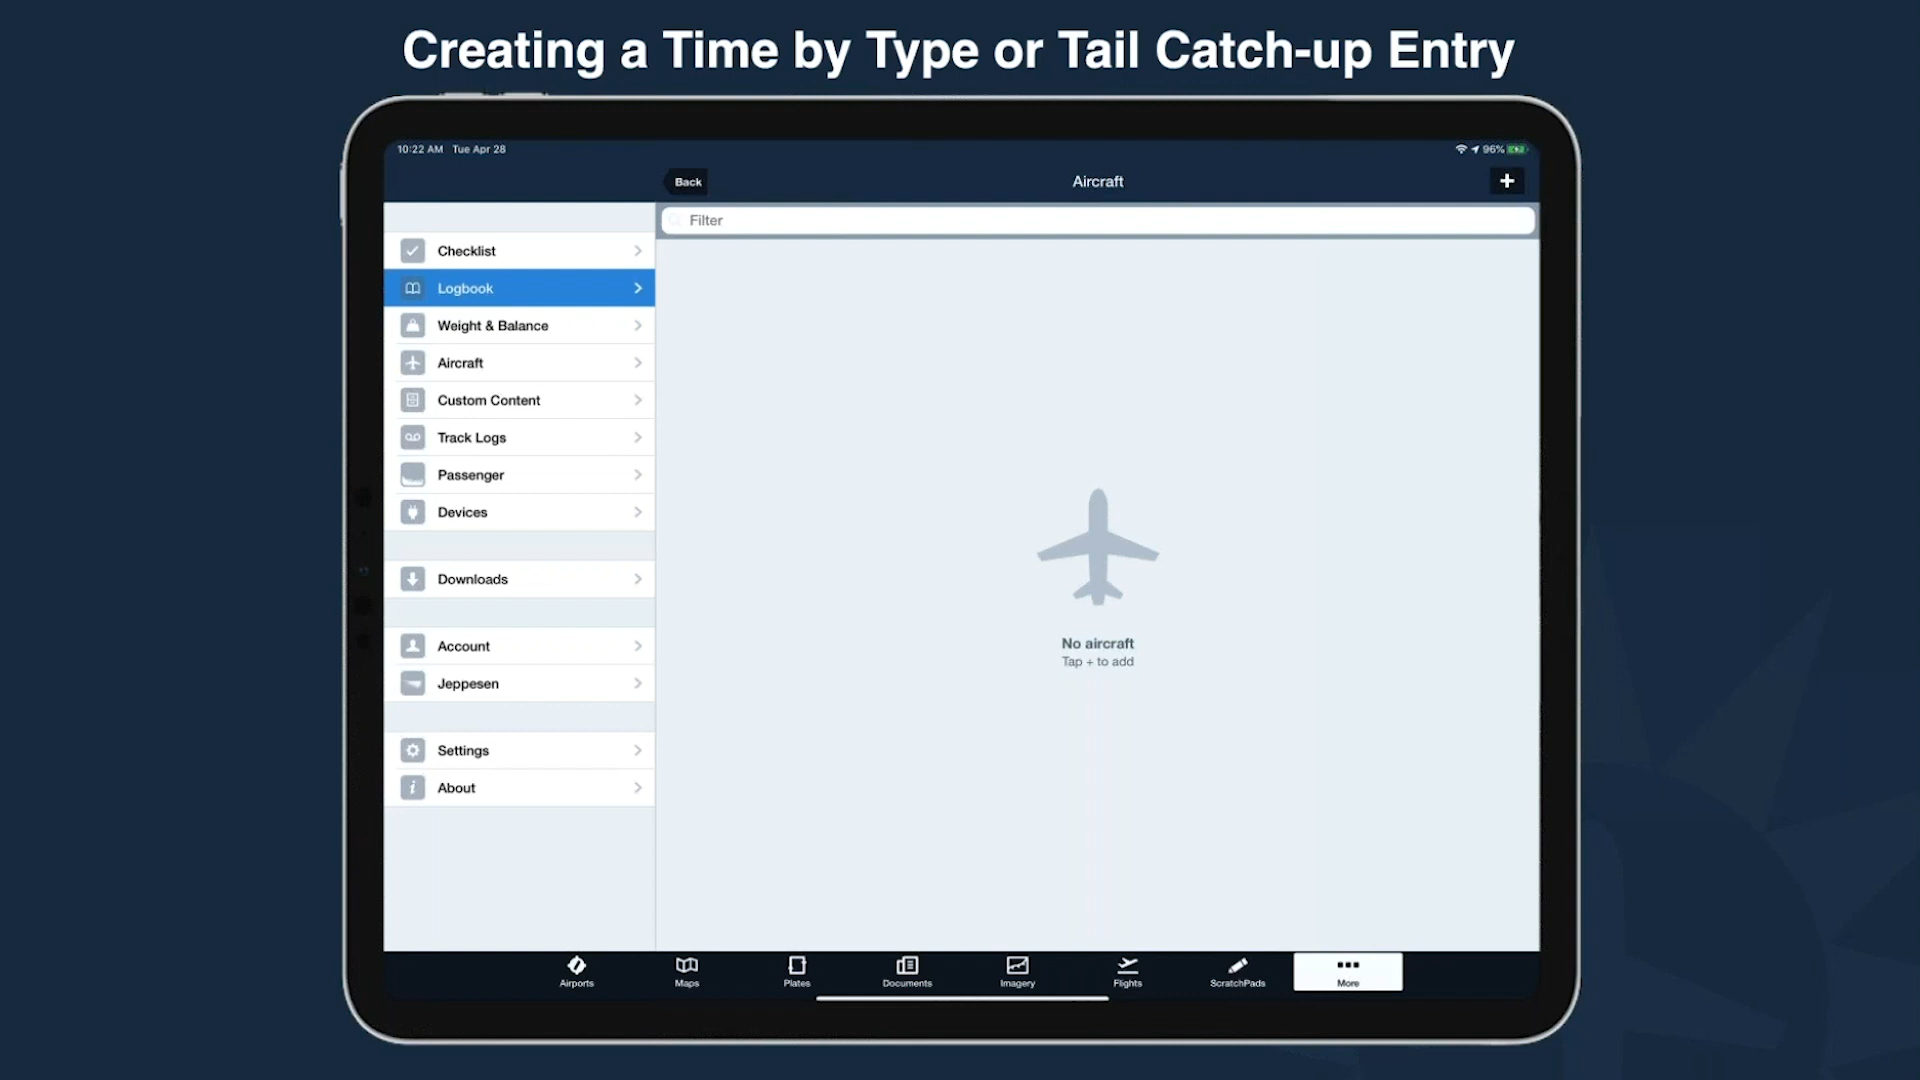 Creating a Time by Type or Tail Catch-up Entry
10:22 AM Tue Apr 28
96%
Back
Aircraft
+
Filter
Checklist
Logbook
Weight & Balance
Aircraft
Custom Content
Track Logs
Passenger
Devices
Downloads
Account
Jeppesen
Settings
About
No aircraft
Tap + to add
Airports
Maps
Plates
Documents
Imagery
Flights
ScratchPads
More